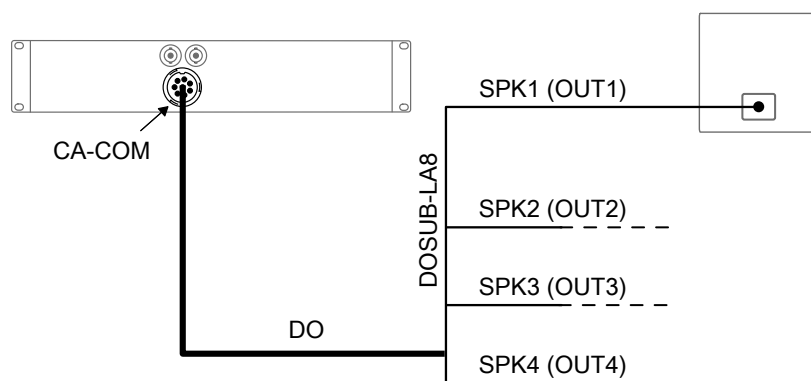 SPK1 (OUT1)
CA-COM
DOSUB-LA8
SPK2 (OUT2)
SPK3 (OUT3)
DO
SPK4 (OUT4)